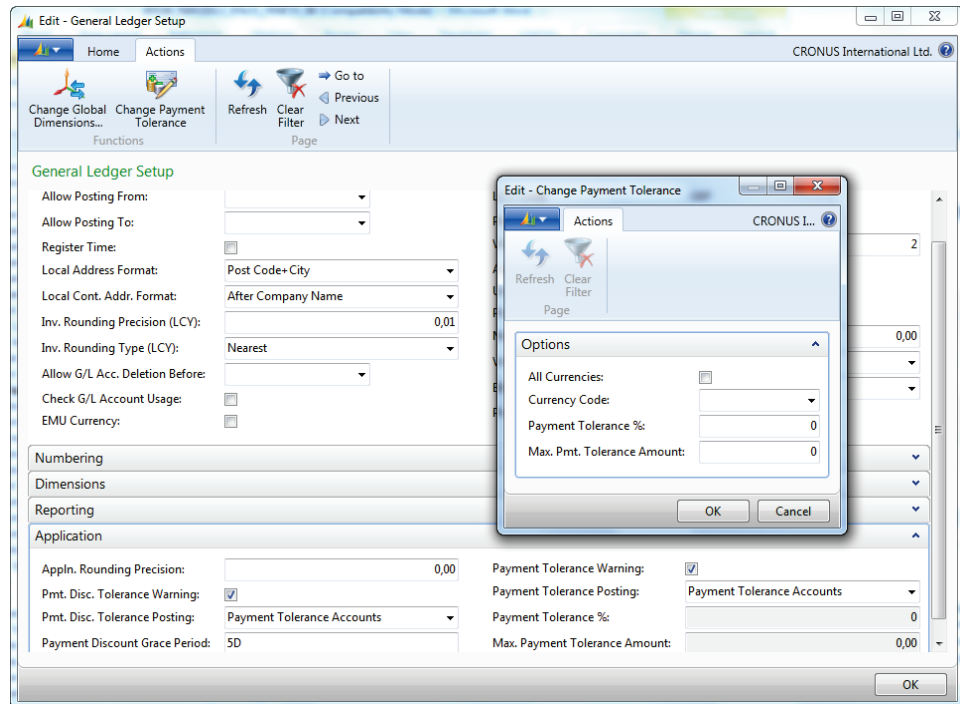 Edit - General Ledger Setup
Home Actions CRONUS International Ltd.
Change Global Dimensions...
Change Payment Tolerance
Refresh
Clear Filter
Go to
Previous
Next
Functions Page
General Ledger Setup
Allow Posting From:
Allow Posting To:
Register Time:
Local Address Format: Post Code+City
Local Cont. Addr. Format: After Company Name
Inv. Rounding Precision (LCY): 0,01
Inv. Rounding Type (LCY): Nearest
Allow G/L Acc. Deletion Before:
Check G/L Account Usage:
EMU Currency:
2
0,00
Edit - Change Payment Tolerance
Actions CRONUS I...
Refresh
Clear Filter
Page
Options
All Currencies:
Currency Code:
Payment Tolerance %: 0
Max. Pmt. Tolerance Amount: 0
OK Cancel
Numbering
Dimensions
Reporting
Application
Appln. Rounding Precision: 0,00
Pmt. Disc. Tolerance Warning:
Pmt. Disc. Tolerance Posting: Payment Tolerance Accounts
Payment Discount Grace Period: 5D
Payment Tolerance Warning:
Payment Tolerance Posting: Payment Tolerance Accounts
Payment Tolerance %: 0
Max. Payment Tolerance Amount: 0,00
OK